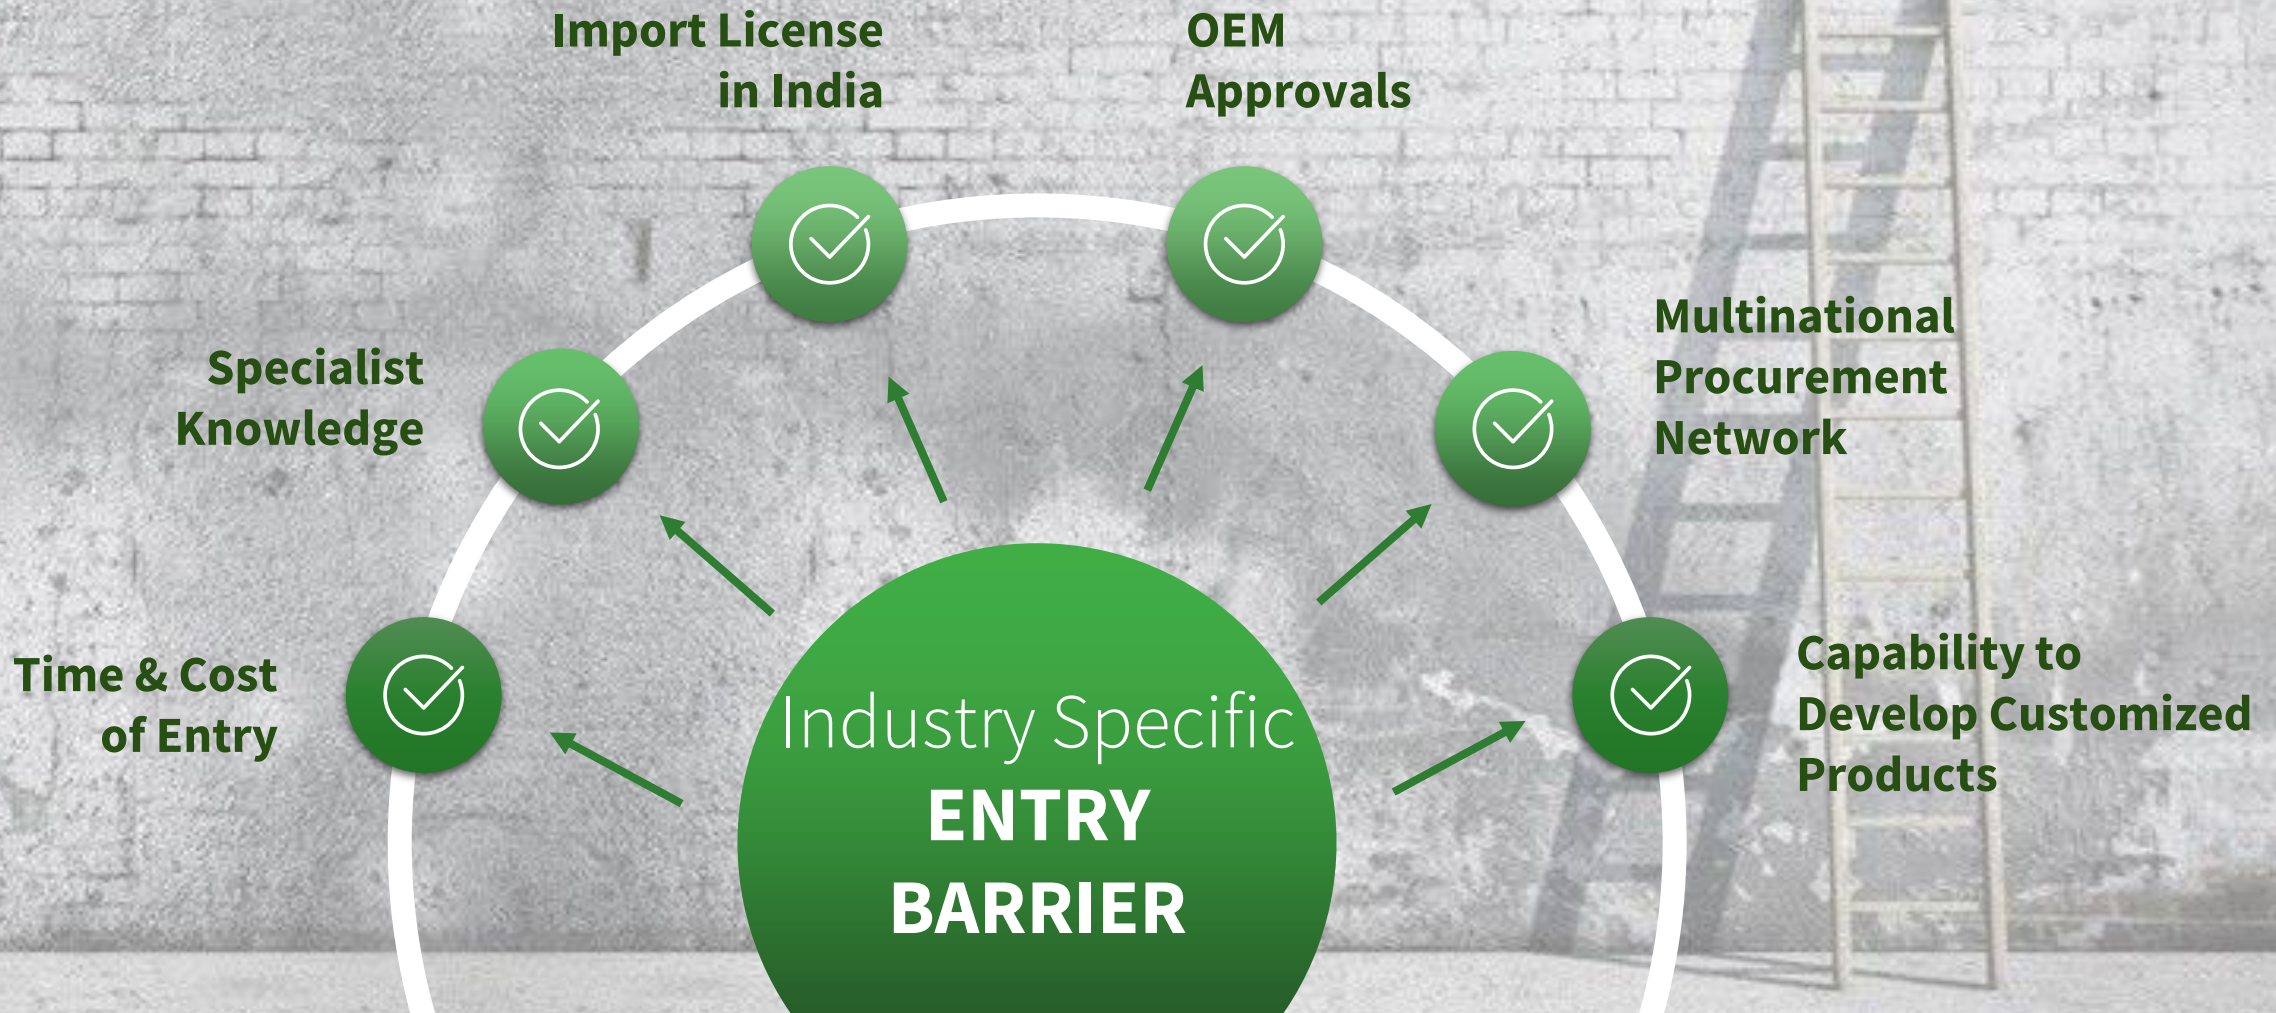 Import License
in India
OEM
Approvals
Specialist
Knowledge
Multinational
Procurement
Network
Time & Cost
of Entry
Capability to
Develop Customized
Products
Industry Specific
ENTRY
BARRIER